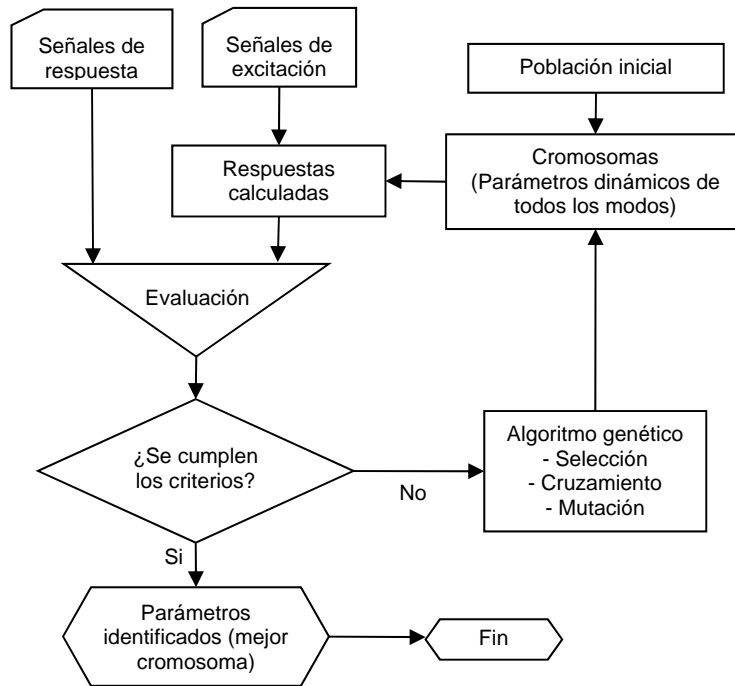 Señales de
respuesta
Señales de
excitación
Población inicial
Respuestas
calculadas
Cromosomas
(Parámetros dinámicos de
todos los modos)
Evaluación
¿Se cumplen
los criterios?
No
Algoritmo genético
- Selección
- Cruzamiento
- Mutación
Si
Parámetros
identificados (mejor
cromosoma)
Fin